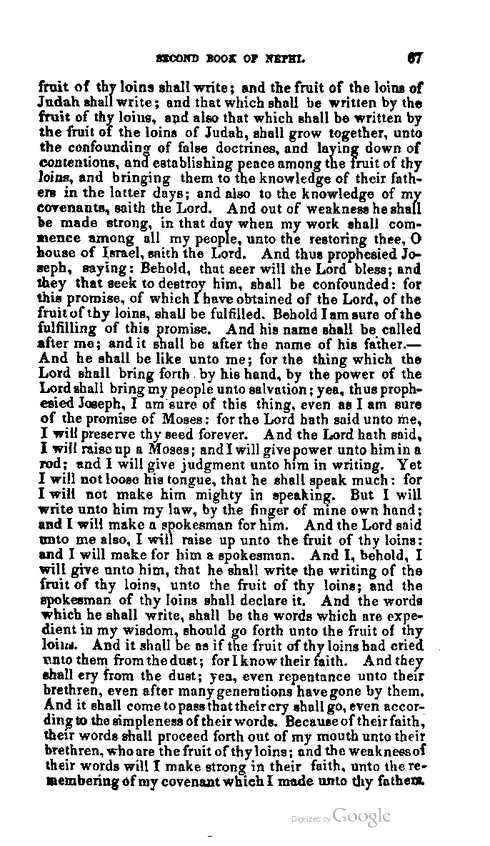 SECOND BOOK OF NEPHI. 67
fruit of thy loins shall write; and the fruit of the loins of
Judah shall write; and that which shall be written by the
fruit of thy loins, and also that which shall be written by
the fruit of the loins of Judah, shall grow together, unto
the confounding of false doctrines, and laying down of
contentions, and establishing peace among the fruit of thy
loins, and bringing them to the knowledge of their fath-
ers in the latter days; and also to the knowledge of my
covenants, saith the Lord. And out of weakness he shall
be made strong, in that day when my work shall com-
mence among all my people, unto the restoring thee, O
house of Israel, saith the Lord. And thus prophesied Jo-
seph, saying: Behold, that seer will the Lord bless; and
they that seek to destroy him, shall be confounded: for
this promise, of which I have obtained of the Lord, of the
fruit of thy loins, shall be fulfilled. Behold I am sure of the
fulfilling of this promise. And his name shall be called
after me; and it shall be after the name of his father.—
And he shall be like unto me; for the thing which the
Lord shall bring forth by his hand, by the power of the
Lord shall bring my people unto salvation; yea, thus proph-
esied Joseph, I am sure of this thing, even as I am sure
of the promise of Moses: for the Lord hath said unto me,
I will preserve thy seed forever. And the Lord hath said,
I will raise up a Moses; and I will give power unto him in a
rod; and I will give judgment unto him in writing. Yet
I will not loose his tongue, that he shall speak much: for
I will not make him mighty in speaking. But I will
write unto him my law, by the finger of mine own hand;
and I will make a spokesman for him. And the Lord said
unto me also, I will raise up unto the fruit of thy loins:
and I will make for him a spokesman. And I, behold, I
will give unto him, that he shall write the writing of the
fruit of thy loins, unto the fruit of thy loins; and the
spokesman of thy loins shall declare it. And the words
which he shall write, shall be the words which are expe-
dient in my wisdom, should go forth unto the fruit of thy
loins. And it shall be as if the fruit of thy loins had cried
unto them from the dust; for I know their faith. And they
shall cry from the dust; yea, even repentance unto their
brethren, even after many generations have gone by them.
And it shall come to pass that their cry shall go, even accor-
ding to the simpleness of their words. Because of their faith,
their words shall proceed forth out of my mouth unto their
brethren, who are the fruit of thy loins; and the weakness of
their words will I make strong in their faith, unto the re-
membering of my covenant which I made unto thy fathers.
Digitized by Google